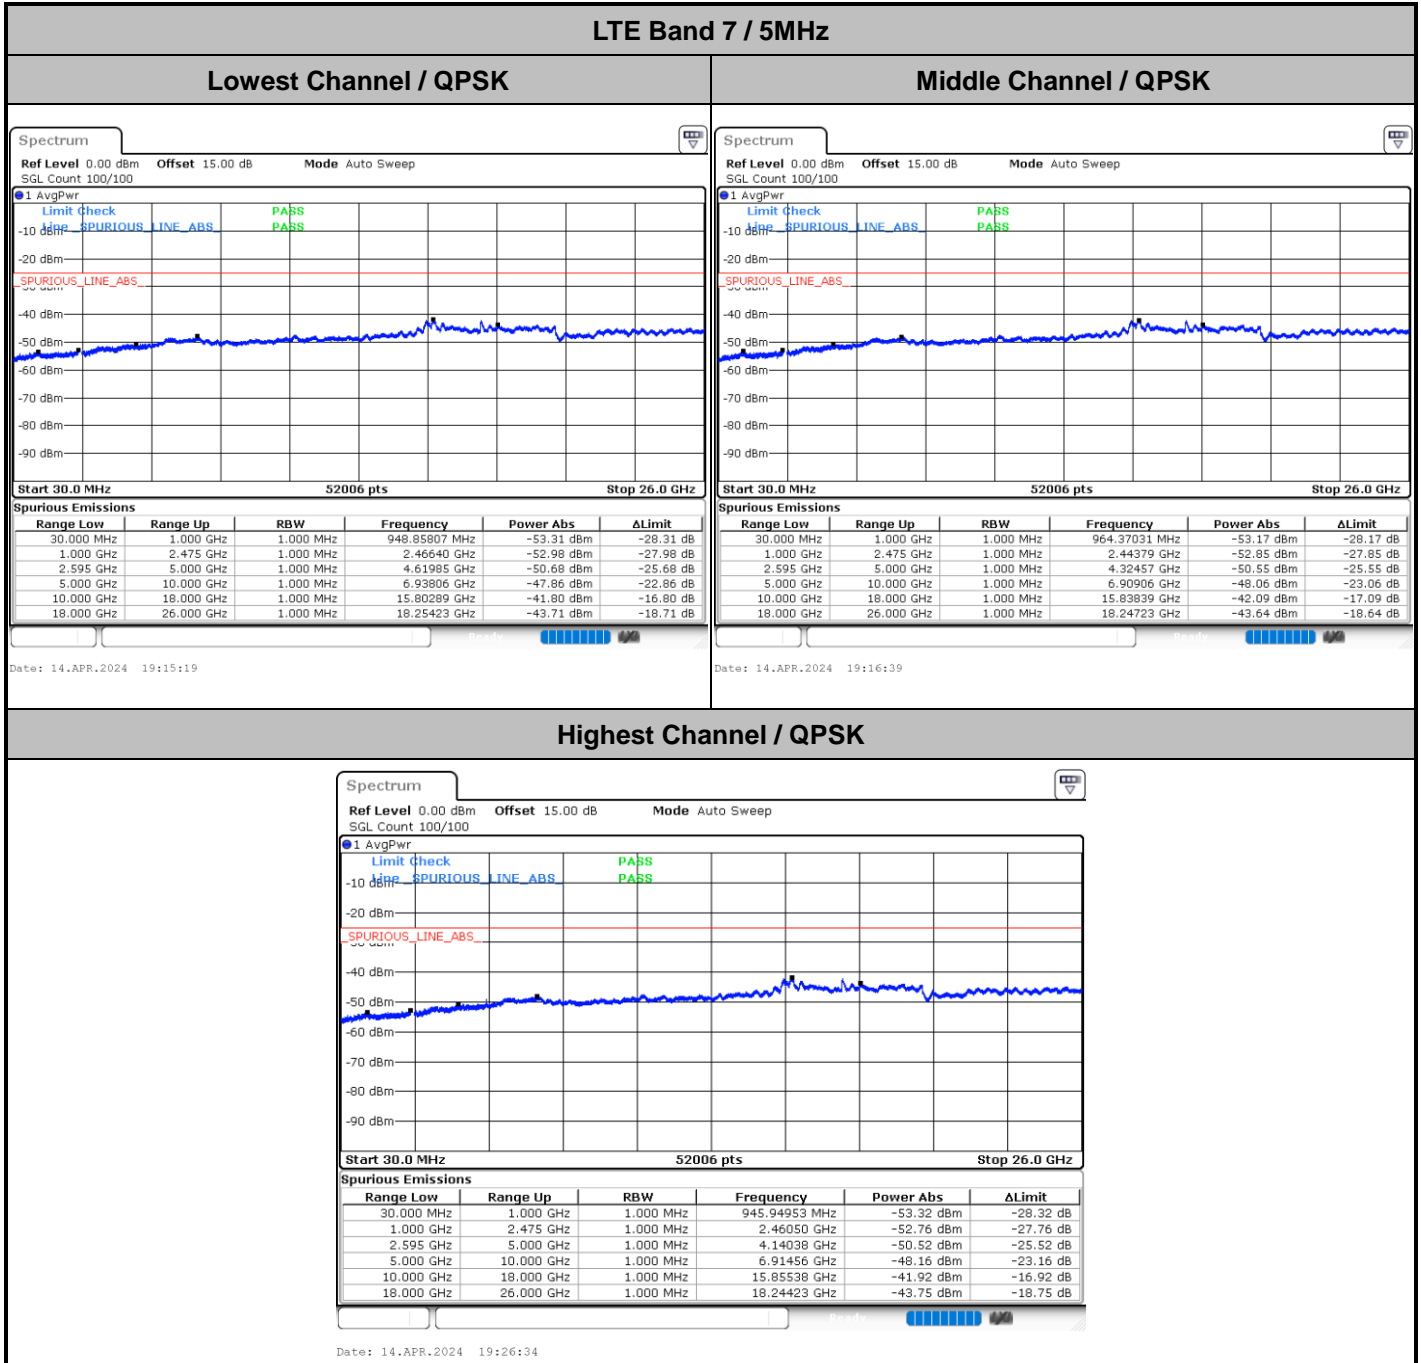 LTE Band 7 / 5MHz
Lowest Channel / QPSK
Middle Channel / QPSK
Spectrum
Ref Level 0.00 dBm Offset 15.00 dB Mode Auto Sweep
SGL Count 100/100
1 AvgPwr
Limit Check PASS
Line _SPURIOUS_LINE_ABS_ PASS
-10 dBm
-20 dBm
_SPURIOUS_LINE_ABS_
-40 dBm
-50 dBm
-60 dBm
-70 dBm
-80 dBm
-90 dBm
Start 30.0 MHz 52006 pts Stop 26.0 GHz
Spurious Emissions
Range Low Range Up RBW Frequency Power Abs ΔLimit
30.000 MHz 1.000 GHz 1.000 MHz 948.85807 MHz -53.31 dBm -28.31 dB
1.000 GHz 2.475 GHz 1.000 MHz 2.46640 GHz -52.98 dBm -27.98 dB
2.595 GHz 5.000 GHz 1.000 MHz 4.61985 GHz -50.68 dBm -25.68 dB
5.000 GHz 10.000 GHz 1.000 MHz 6.93806 GHz -47.86 dBm -22.86 dB
10.000 GHz 18.000 GHz 1.000 MHz 15.80289 GHz -41.80 dBm -16.80 dB
18.000 GHz 26.000 GHz 1.000 MHz 18.25423 GHz -43.71 dBm -18.71 dB
Ready
Date: 14.APR.2024 19:15:19
Spectrum
Ref Level 0.00 dBm Offset 15.00 dB Mode Auto Sweep
SGL Count 100/100
1 AvgPwr
Limit Check PASS
Line _SPURIOUS_LINE_ABS_ PASS
-10 dBm
-20 dBm
_SPURIOUS_LINE_ABS_
-40 dBm
-50 dBm
-60 dBm
-70 dBm
-80 dBm
-90 dBm
Start 30.0 MHz 52006 pts Stop 26.0 GHz
Spurious Emissions
Range Low Range Up RBW Frequency Power Abs ΔLimit
30.000 MHz 1.000 GHz 1.000 MHz 964.37031 MHz -53.17 dBm -28.17 dB
1.000 GHz 2.475 GHz 1.000 MHz 2.44379 GHz -52.85 dBm -27.85 dB
2.595 GHz 5.000 GHz 1.000 MHz 4.32457 GHz -50.55 dBm -25.55 dB
5.000 GHz 10.000 GHz 1.000 MHz 6.90906 GHz -48.06 dBm -23.06 dB
10.000 GHz 18.000 GHz 1.000 MHz 15.83839 GHz -42.09 dBm -17.09 dB
18.000 GHz 26.000 GHz 1.000 MHz 18.24723 GHz -43.64 dBm -18.64 dB
Ready
Date: 14.APR.2024 19:16:39
Highest Channel / QPSK
Spectrum
Ref Level 0.00 dBm Offset 15.00 dB Mode Auto Sweep
SGL Count 100/100
1 AvgPwr
Limit Check PASS
Line _SPURIOUS_LINE_ABS_ PASS
-10 dBm
-20 dBm
_SPURIOUS_LINE_ABS_
-40 dBm
-50 dBm
-60 dBm
-70 dBm
-80 dBm
-90 dBm
Start 30.0 MHz 52006 pts Stop 26.0 GHz
Spurious Emissions
Range Low Range Up RBW Frequency Power Abs ΔLimit
30.000 MHz 1.000 GHz 1.000 MHz 945.94953 MHz -53.32 dBm -28.32 dB
1.000 GHz 2.475 GHz 1.000 MHz 2.46050 GHz -52.76 dBm -27.76 dB
2.595 GHz 5.000 GHz 1.000 MHz 4.14038 GHz -50.52 dBm -25.52 dB
5.000 GHz 10.000 GHz 1.000 MHz 6.91456 GHz -48.16 dBm -23.16 dB
10.000 GHz 18.000 GHz 1.000 MHz 15.85538 GHz -41.92 dBm -16.92 dB
18.000 GHz 26.000 GHz 1.000 MHz 18.24423 GHz -43.75 dBm -18.75 dB
Ready
Date: 14.APR.2024 19:26:34